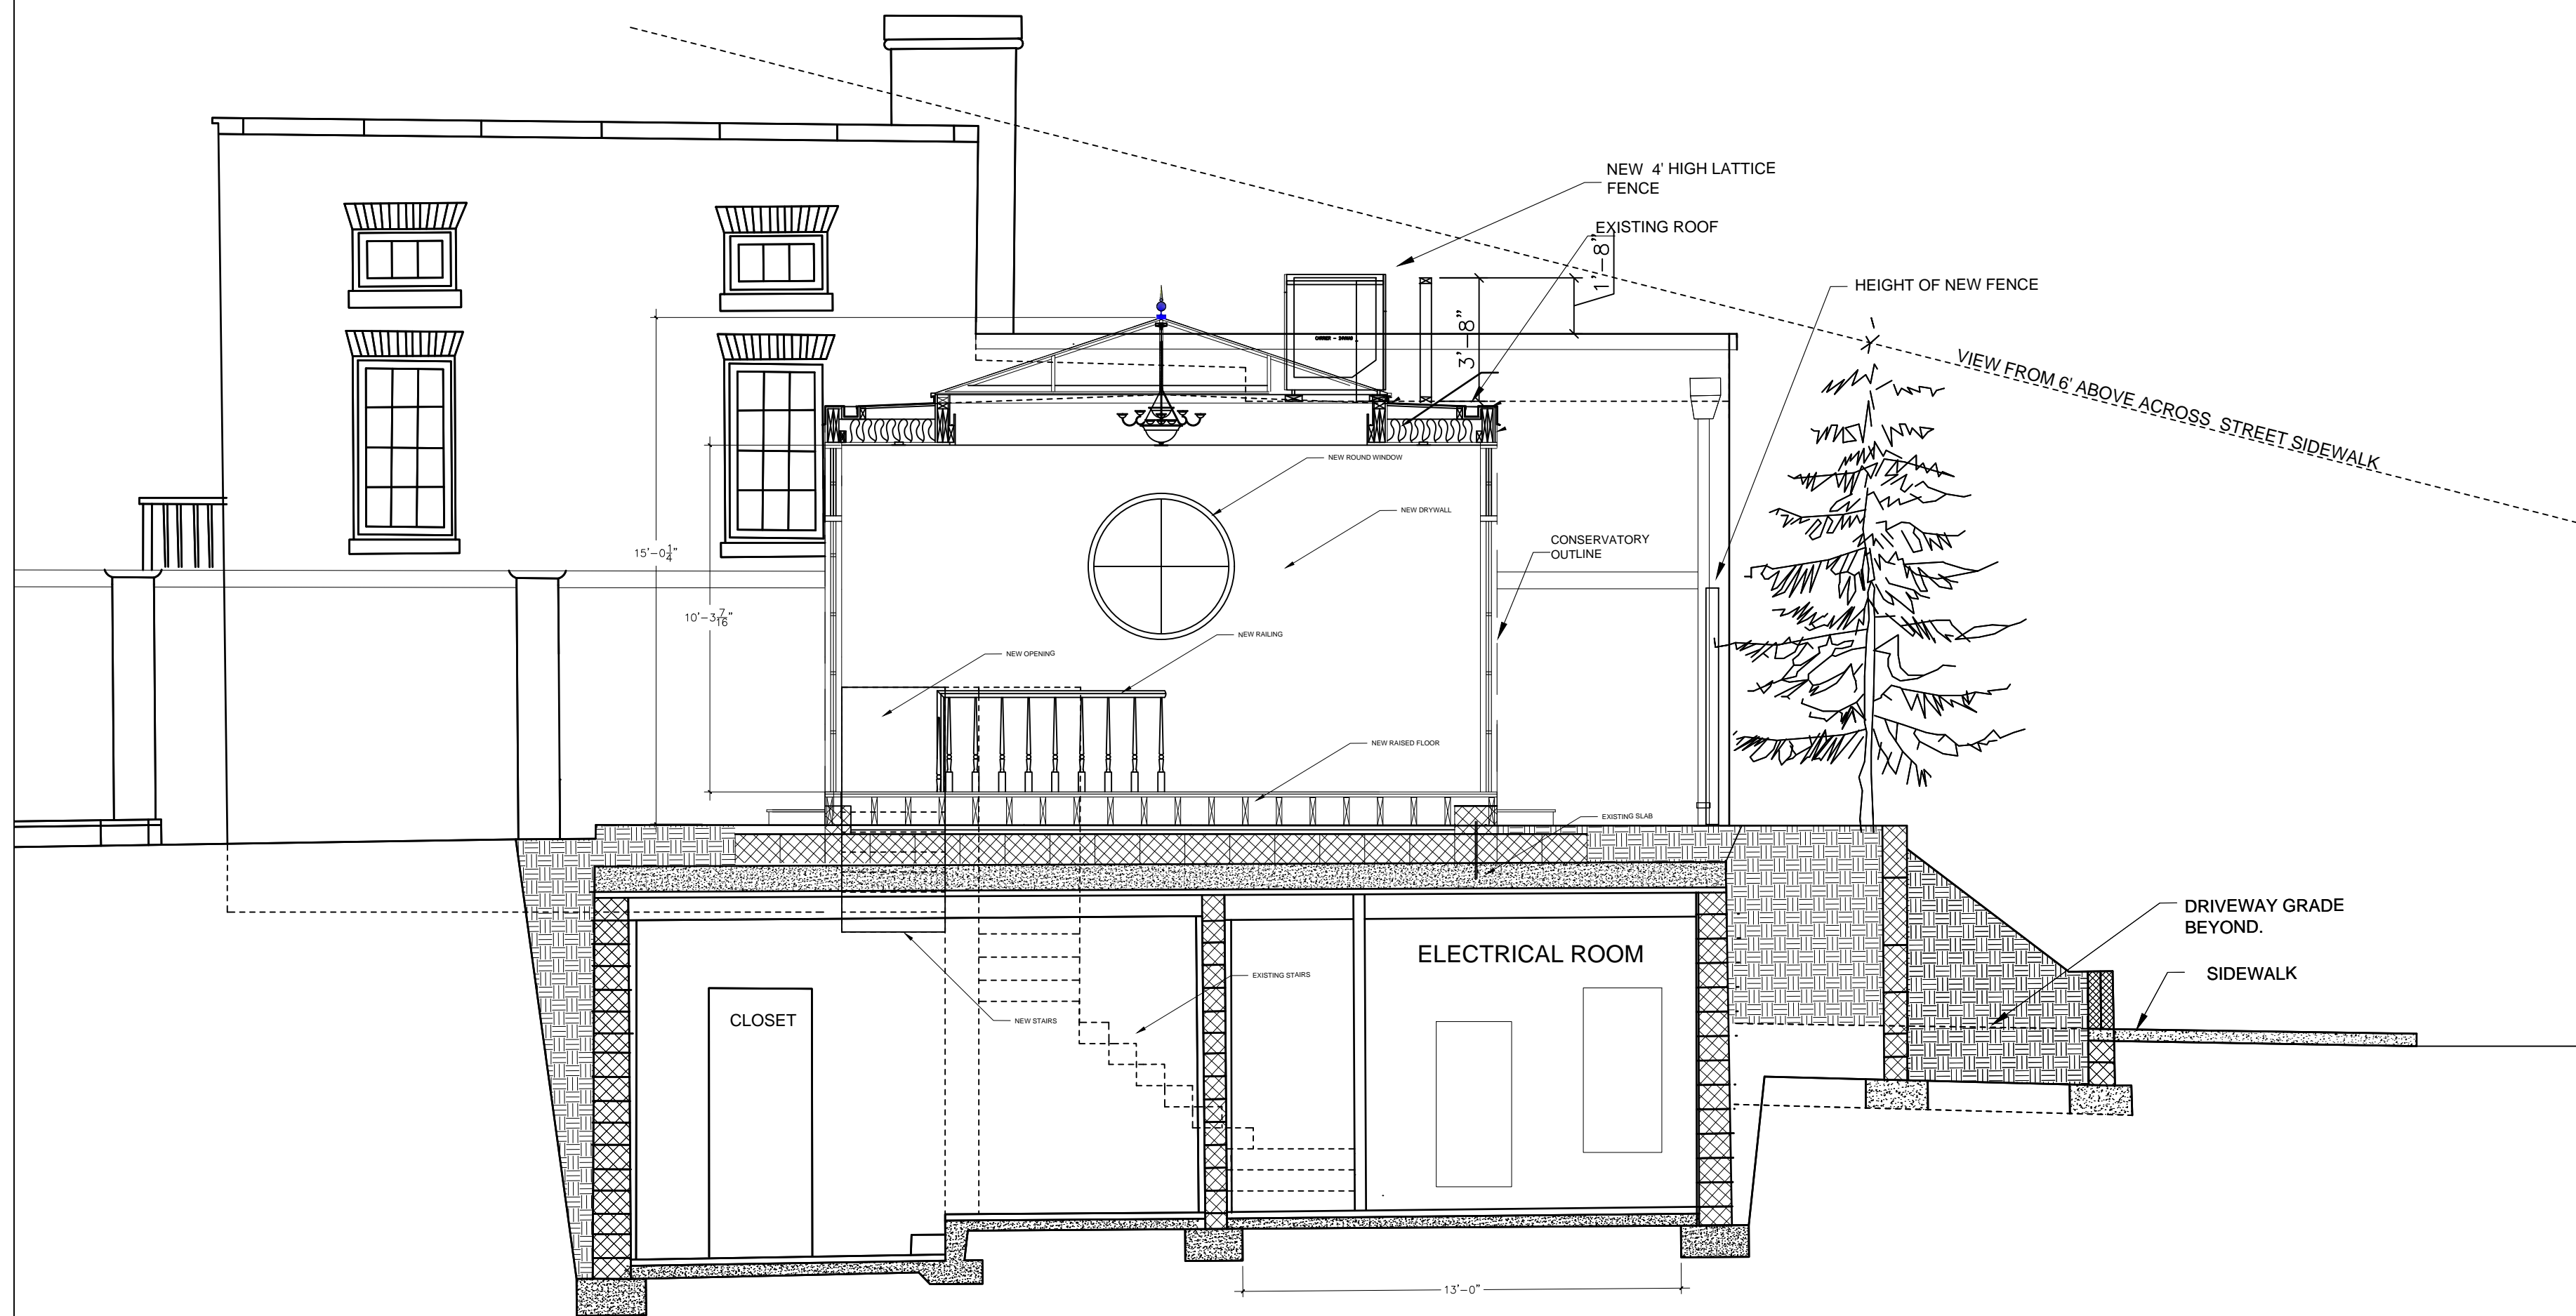 NEW 4' HIGH LATTICE
FENCE
EXISTING ROOF
1'-8"
HEIGHT OF NEW FENCE
3'-8"
VIEW FROM 6' ABOVE ACROSS STREET SIDEWALK
NEW ROUND WINDOW
NEW DRYWALL
CONSERVATORY
OUTLINE
15'-0 1/4"
10'-3 7/16"
NEW RAILING
NEW OPENING
NEW RAISED FLOOR
EXISTING SLAB
DRIVEWAY GRADE
BEYOND.
ELECTRICAL ROOM
SIDEWALK
EXISTING STAIRS
CLOSET
NEW STAIRS
13'-0"